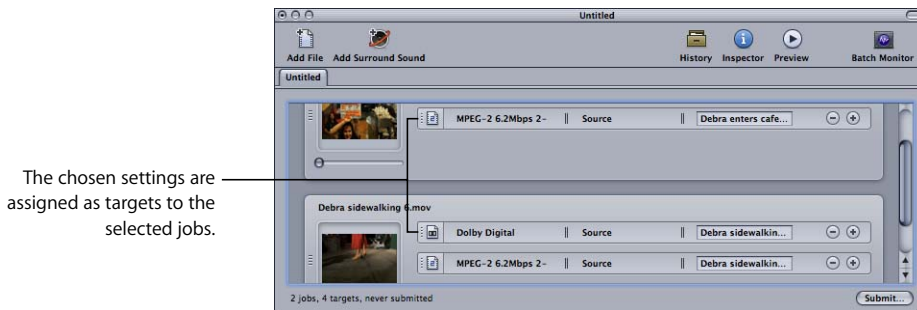 Untitled
Add File
Add Surround Sound
History
Inspector
Preview
Batch Monitor
Untitled
MPEG-2 6.2Mbps 2-
Source
Debra enters cafe...
The chosen settings are
assigned as targets to the
selected jobs.
Debra sidewalking 6.mov
Dolby Digital
Source
Debra sidewalkin...
MPEG-2 6.2Mbps 2-
Source
Debra sidewalkin...
2 jobs, 4 targets, never submitted
Submit...